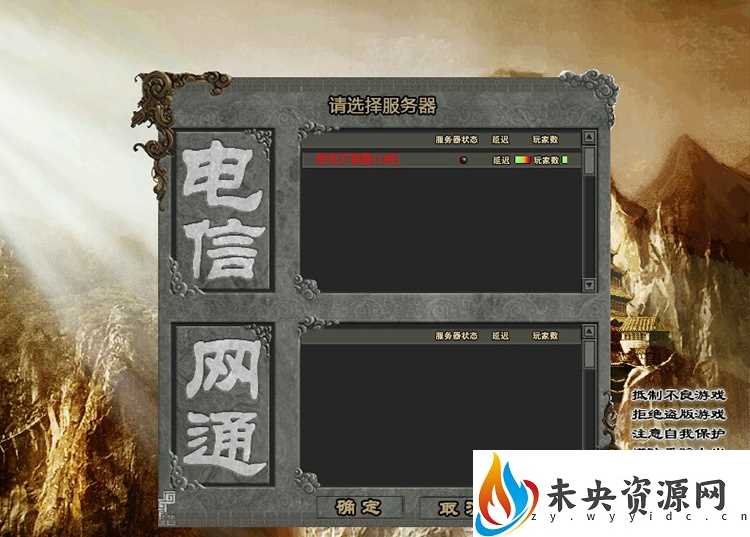 请选择服务器
电信
服务器状态 延迟 玩家数
延迟 玩家数
网通
服务器状态 延迟 玩家数
抵制不良游戏
拒绝盗版游戏
注意自我保护
确定
取
未央资源网
zy.wyyidc.cn